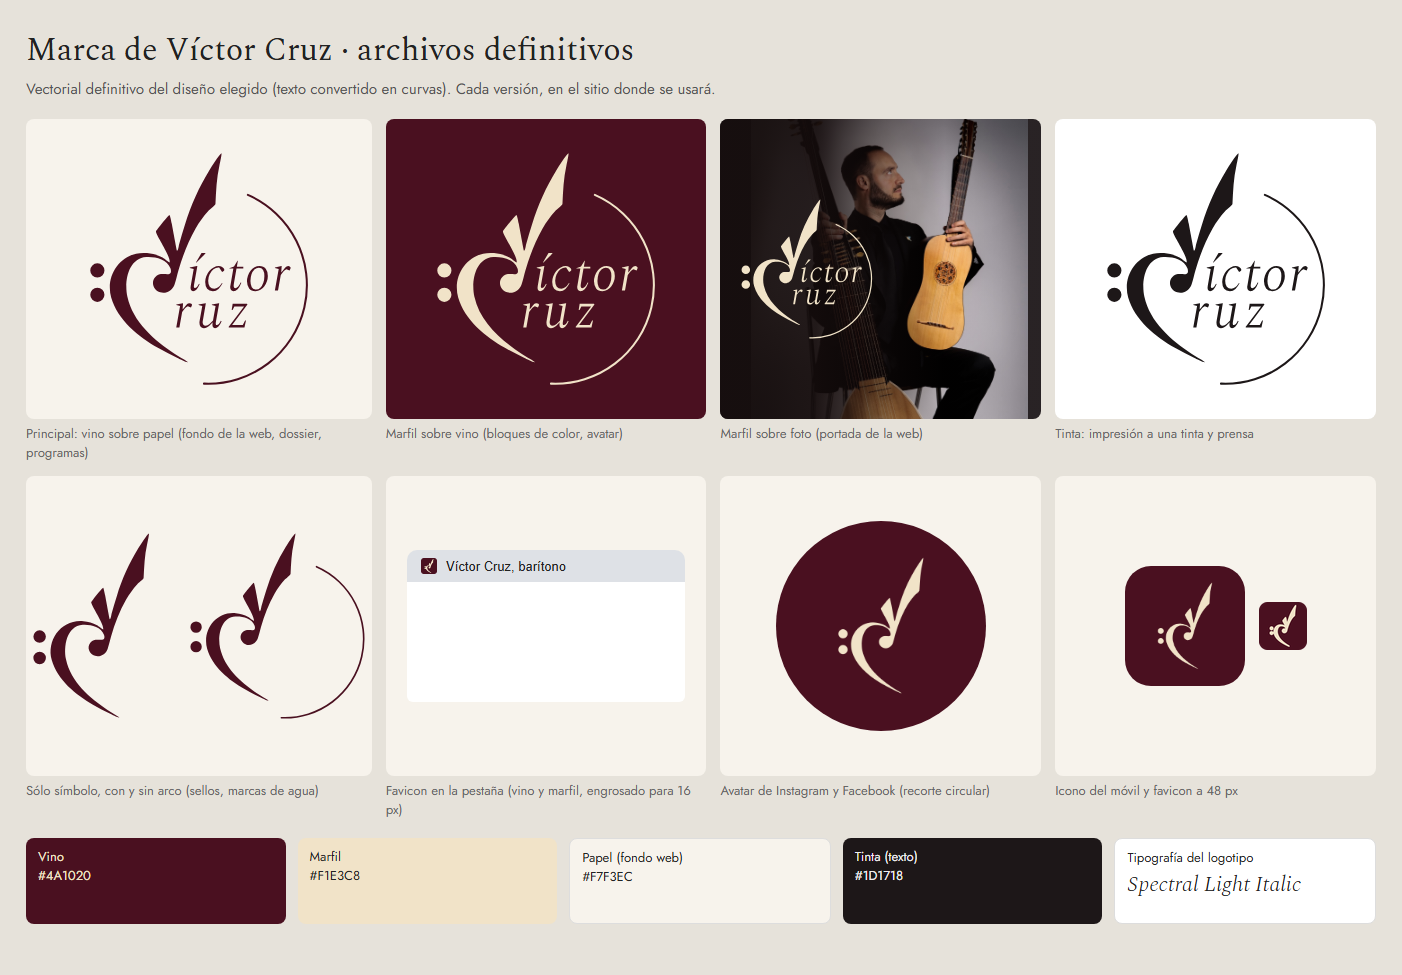 Marca de Víctor Cruz · archivos definitivos
Vectorial definitivo del diseño elegido (texto convertido en curvas). Cada versión, en el sitio donde se usará.
íctor
ruz
íctor
ruz
íctor
ruz
íctor
ruz
Principal: vino sobre papel (fondo de la web, dossier,
programas)
Marfil sobre vino (bloques de color, avatar)
Marfil sobre foto (portada de la web)
Tinta: impresión a una tinta y prensa
Víctor Cruz, barítono
Sólo símbolo, con y sin arco (sellos, marcas de agua)
Favicon en la pestaña (vino y marfil, engrosado para 16
px)
Avatar de Instagram y Facebook (recorte circular)
Icono del móvil y favicon a 48 px
Vino
#4A1020
Marfil
#F1E3C8
Papel (fondo web)
#F7F3EC
Tinta (texto)
#1D1718
Tipografía del logotipo
Spectral Light Italic